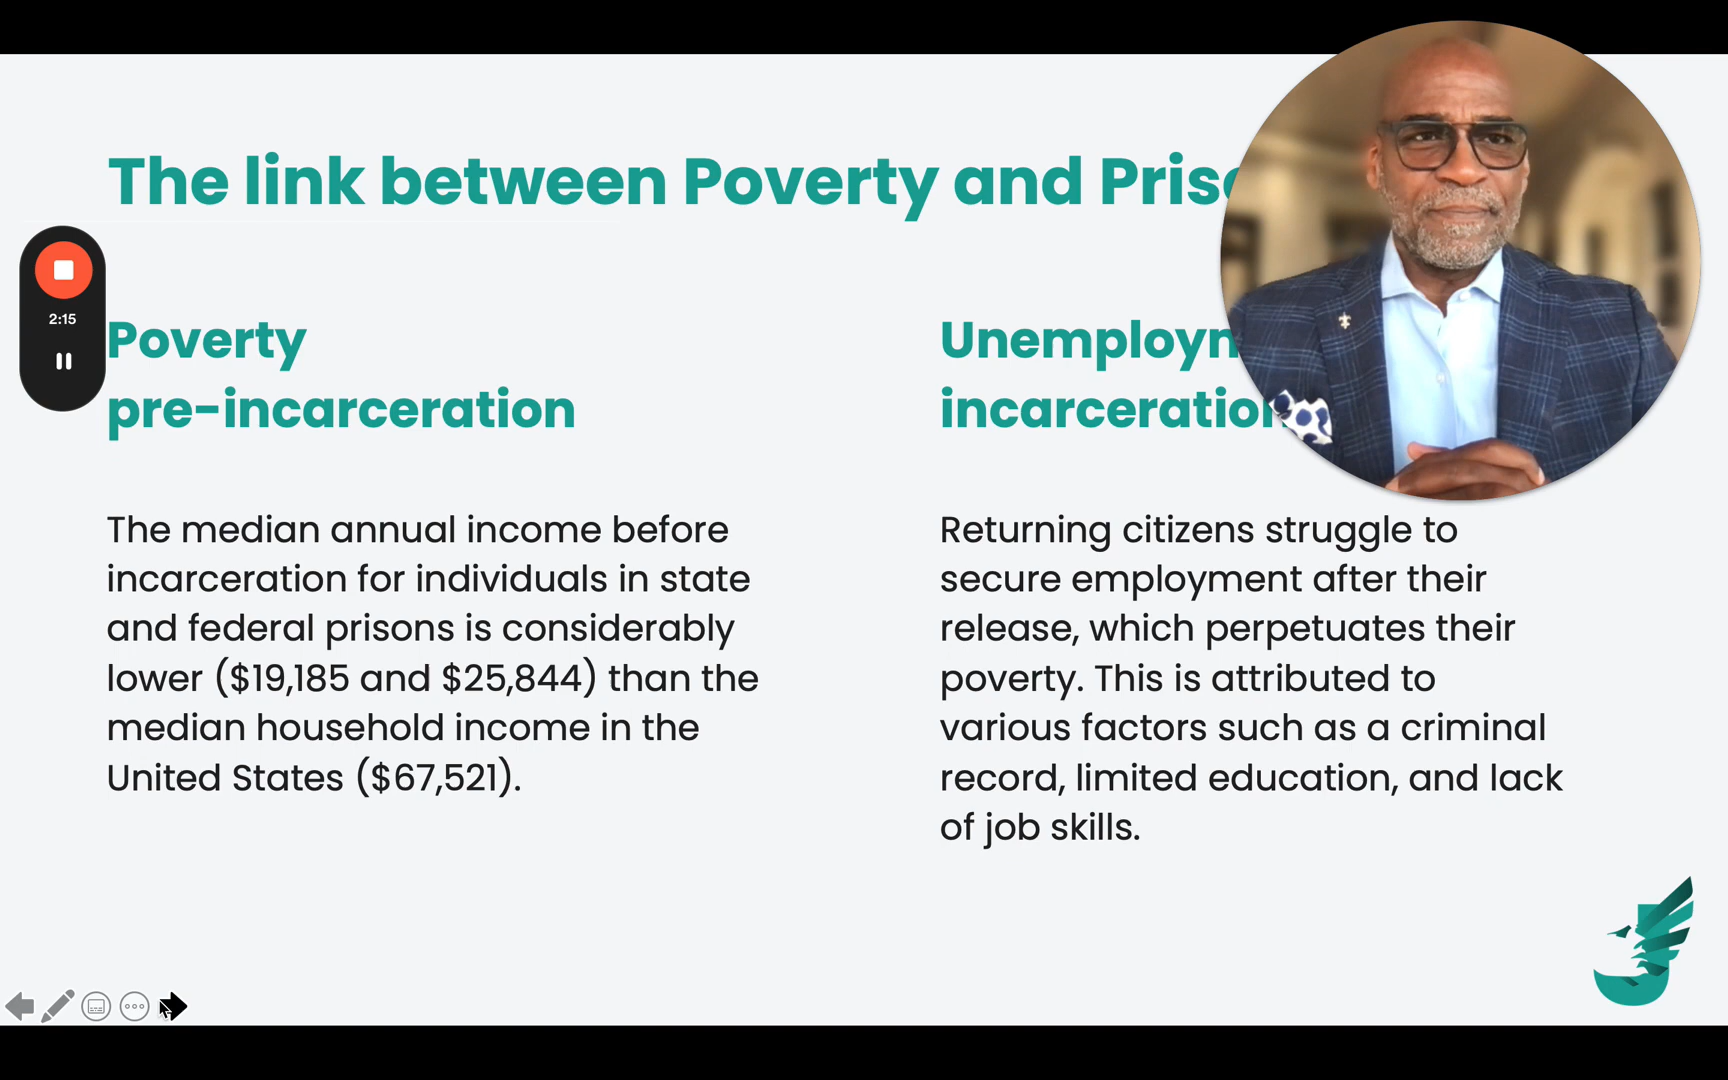 The link between Poverty and
2:15
Poverty
pre-incarceration
The median annual income before
incarceration for individuals in state
and federal prisons is considerably
lower ($19,185 and $25,844) than the
median household income in the
United States ($67,521).
incarceration
Returning citizens struggle to
secure employment after their
release, which perpetuates their
poverty. This is attributed to
various factors such as a criminal
record, limited education, and lack
of job skills.